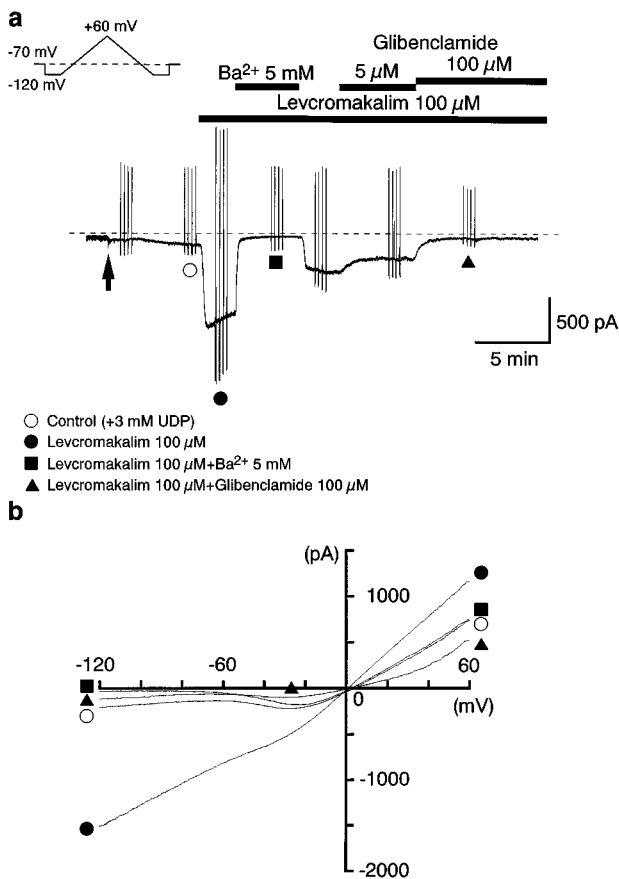 a
+60 mV
-70 mV
-120 mV
Glibenclamide
Ba²⁺ 5 mM 5 µM 100 µM
Levcromakalim 100 µM
500 pA
5 min
○ Control (+3 mM UDP)
● Levcromakalim 100 µM
■ Levcromakalim 100 µM+Ba²⁺ 5 mM
▲ Levcromakalim 100 µM+Glibenclamide 100 µM
b
(pA)
1000
-120 -60 60
0 (mV)
-1000
-2000